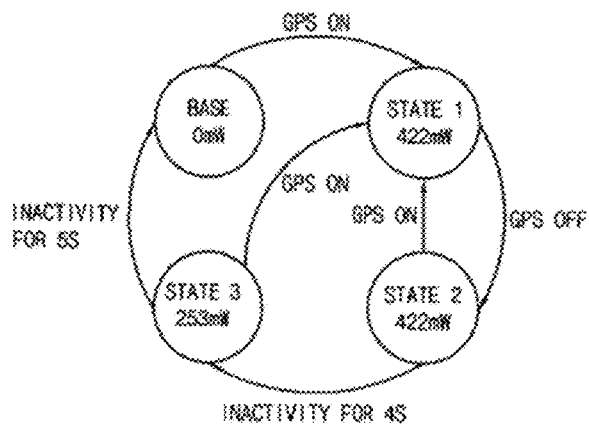 GPS ON
BASE
0mW
STATE 1
422mW
GPS ON
GPS ON
GPS OFF
INACTIVITY
FOR 5S
STATE 3
253mW
STATE 2
422mW
INACTIVITY FOR 4S